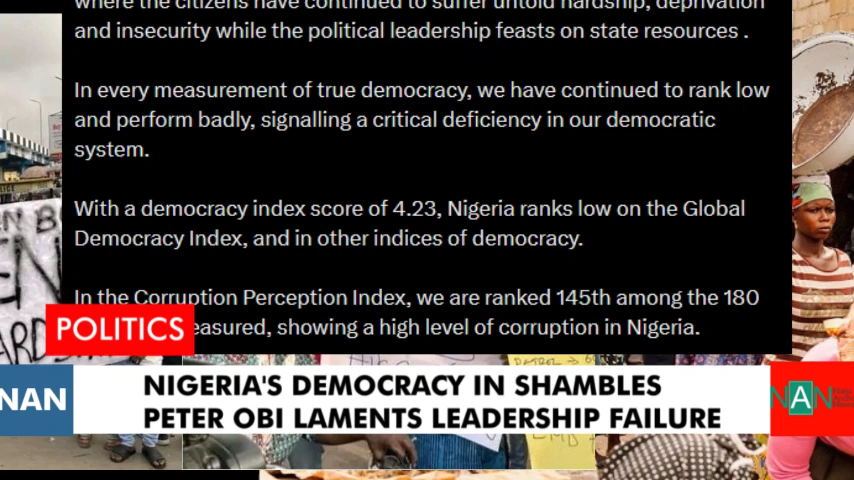 where the citizens have continued to suffer untold hardship, deprivation
and insecurity while the political leadership feasts on state resources .
In every measurement of true democracy, we have continued to rank low
and perform badly, signalling a critical deficiency in our democratic
system.
With a democracy index score of 4.23, Nigeria ranks low on the Global
Democracy Index, and in other indices of democracy.
In the Corruption Perception Index, we are ranked 145th among the 180
easured, showing a high level of corruption in Nigeria.
POLITICS
NAN
NIGERIA'S DEMOCRACY IN SHAMBLES
PETER OBI LAMENTS LEADERSHIP FAILURE
NAN